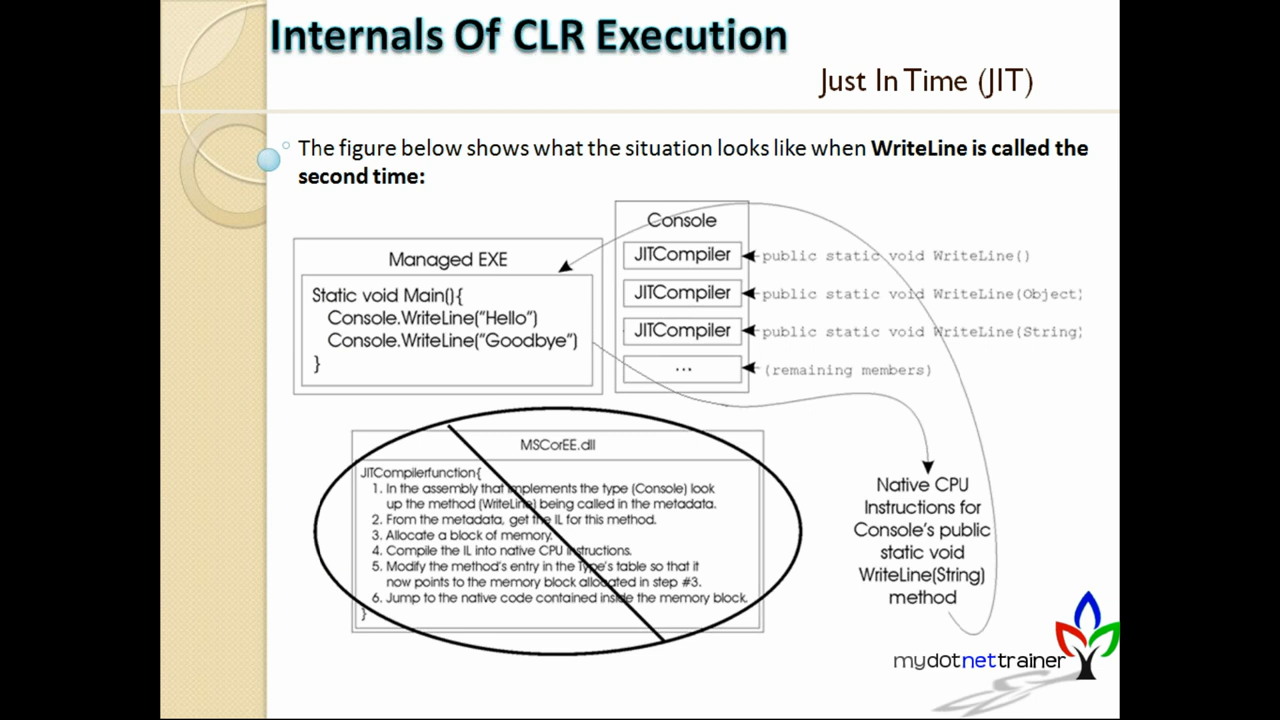 Internals Of CLR Execution
Just In Time (JIT)
The figure below shows what the situation looks like when WriteLine is called the
second time:
Managed EXE
Static void Main(){
Console.WriteLine("Hello")
Console.WriteLine("Goodbye")
}
Console
JITCompiler
public static void WriteLine()
JITCompiler
public static void WriteLine(Object)
JITCompiler
public static void WriteLine(String)
...
(remaining members)
MSCorEE.dll
JITCompilerfunction{
1. In the assembly that implements the type (Console) look
up the method (WriteLine) being called in the metadata.
2. From the metadata, get the IL for this method.
3. Allocate a block of memory.
4. Compile the IL into native CPU instructions.
5. Modify the method's entry in the Type's table so that it
now points to the memory block allocated in step #3.
6. Jump to the native code contained inside the memory block.
}
Native CPU
Instructions for
Console's public
static void
WriteLine(String)
method
mydotnettrainer